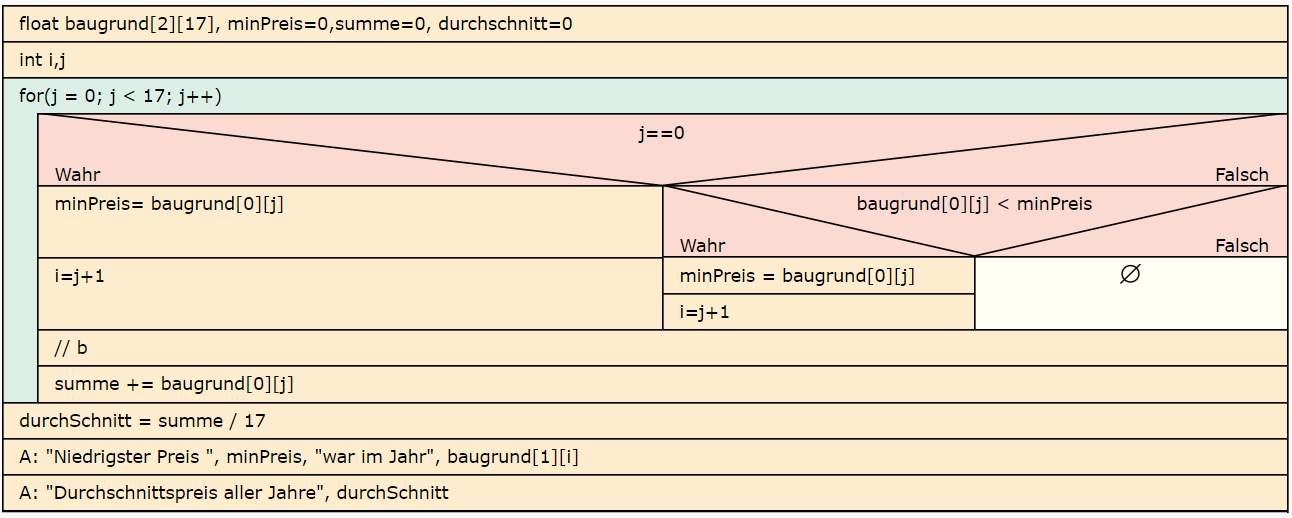 float baugrund[2][17], minPreis=0,summe=0, durchschnitt=0
int i,j
for(j = 0; j < 17; j++)
j==0
Wahr
Falsch
minPreis= baugrund[0][j]
baugrund[0][j] < minPreis
Wahr
Falsch
i=j+1
minPreis = baugrund[0][j]
∅
i=j+1
// b
summe += baugrund[0][j]
durchSchnitt = summe / 17
A: "Niedrigster Preis ", minPreis, "war im Jahr", baugrund[1][i]
A: "Durchschnittspreis aller Jahre", durchSchnitt